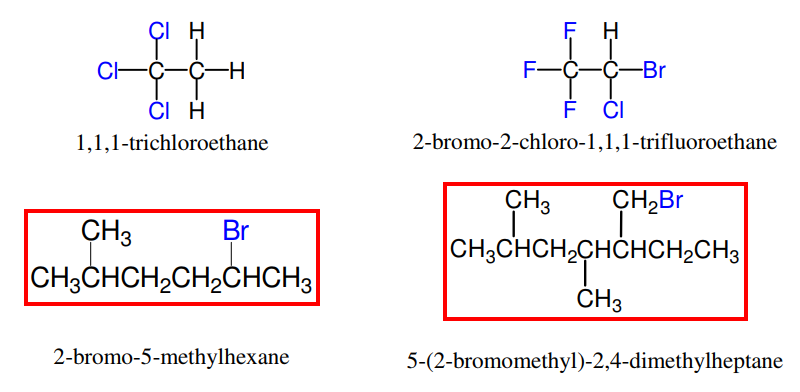 Cl H
Cl—C—C—H
Cl H
1,1,1-trichloroethane
F H
F—C—C—Br
F Cl
2-bromo-2-chloro-1,1,1-trifluoroethane
CH₃ Br
CH₃CHCH₂CH₂CHCH₃
2-bromo-5-methylhexane
CH₃ CH₂Br
CH₃CHCH₂CHCHCH₂CH₃
CH₃
5-(2-bromomethyl)-2,4-dimethylheptane